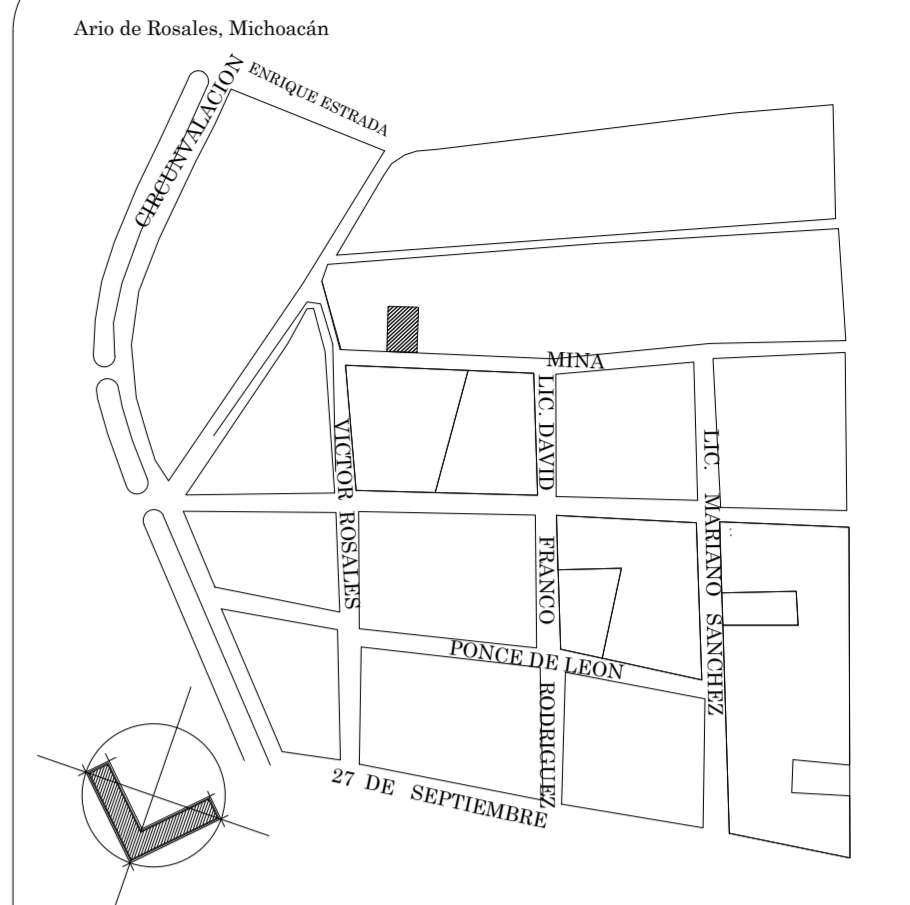 Ario de Rosales, Michoacán
CIRCUNVALACION
ENRIQUE ESTRADA
MINA
VICTOR ROSALES
LIC. DAVID FRANCO RODRIGUEZ
LIC. MARIANO SANCHEZ
PONCE DE LEON
27 DE SEPTIEMBRE